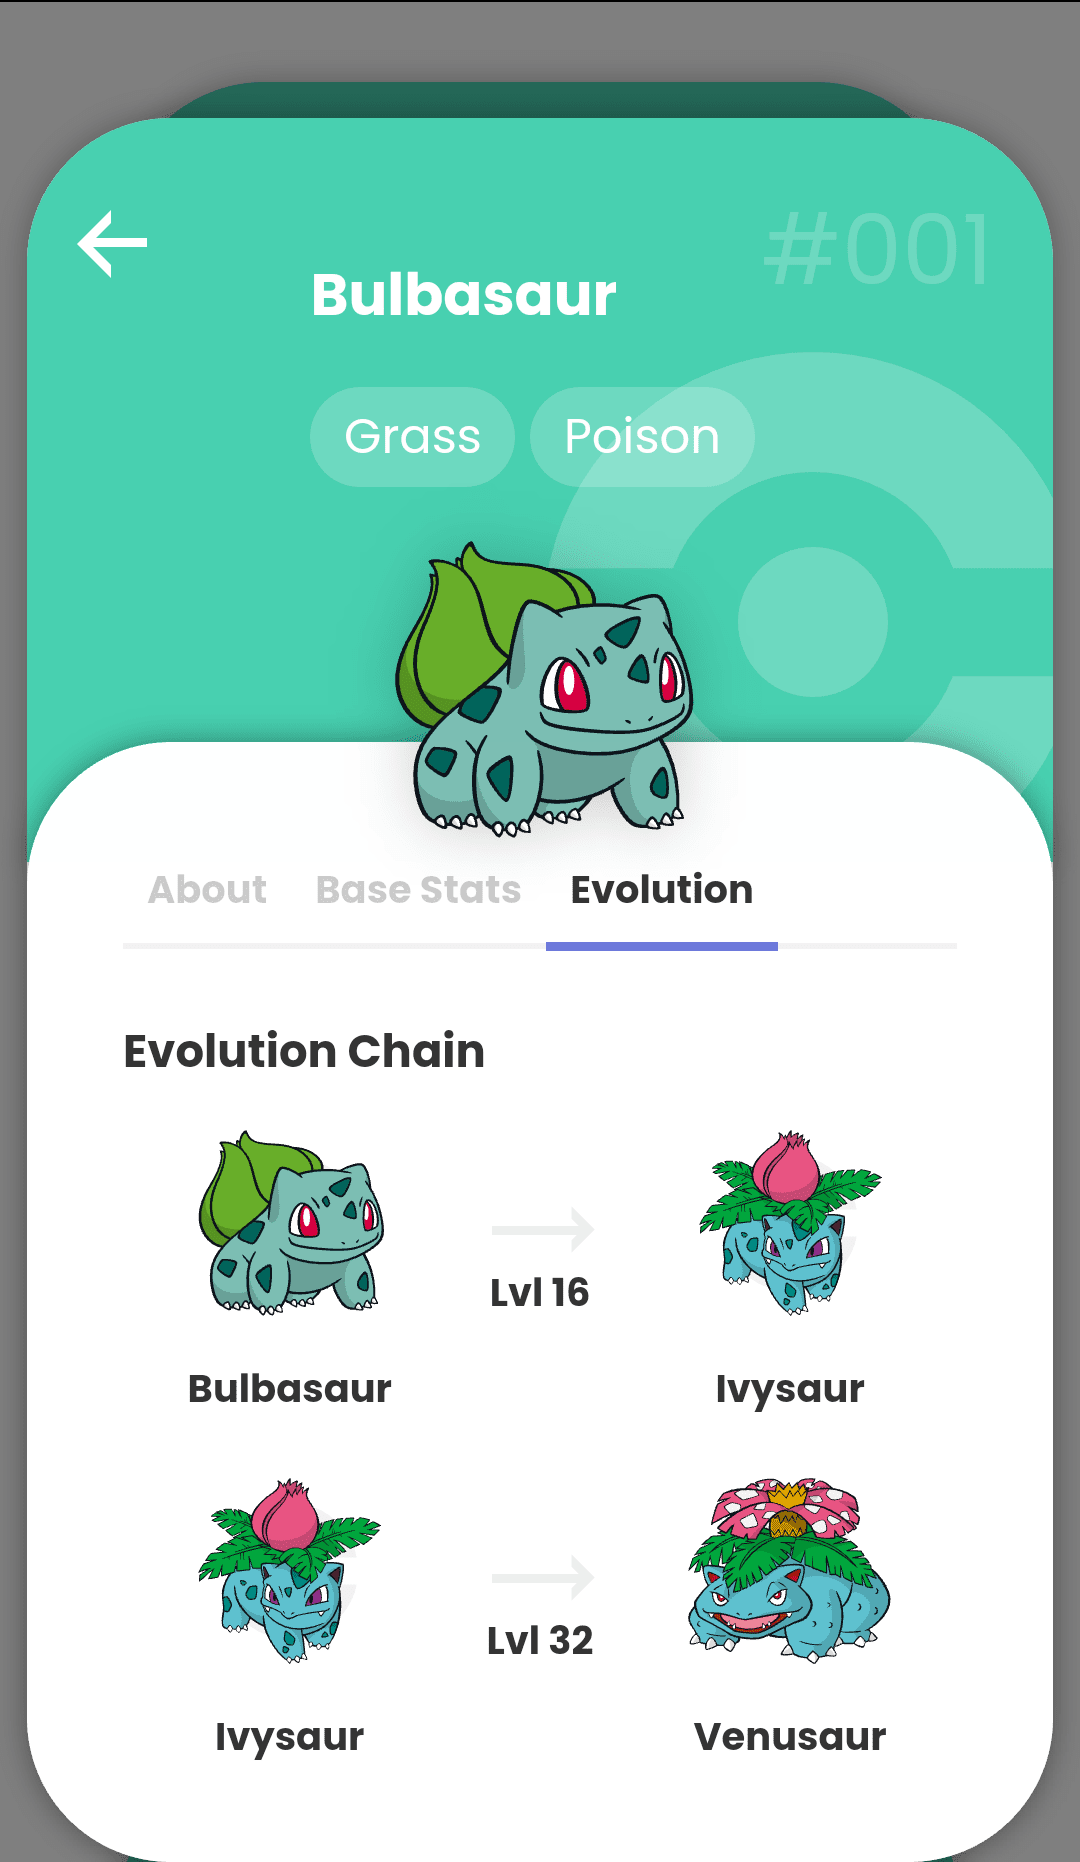 #001
Bulbasaur
Grass Poison
About Base Stats Evolution
Evolution Chain
Lvl 16
Bulbasaur Ivysaur
Lvl 32
Ivysaur Venusaur